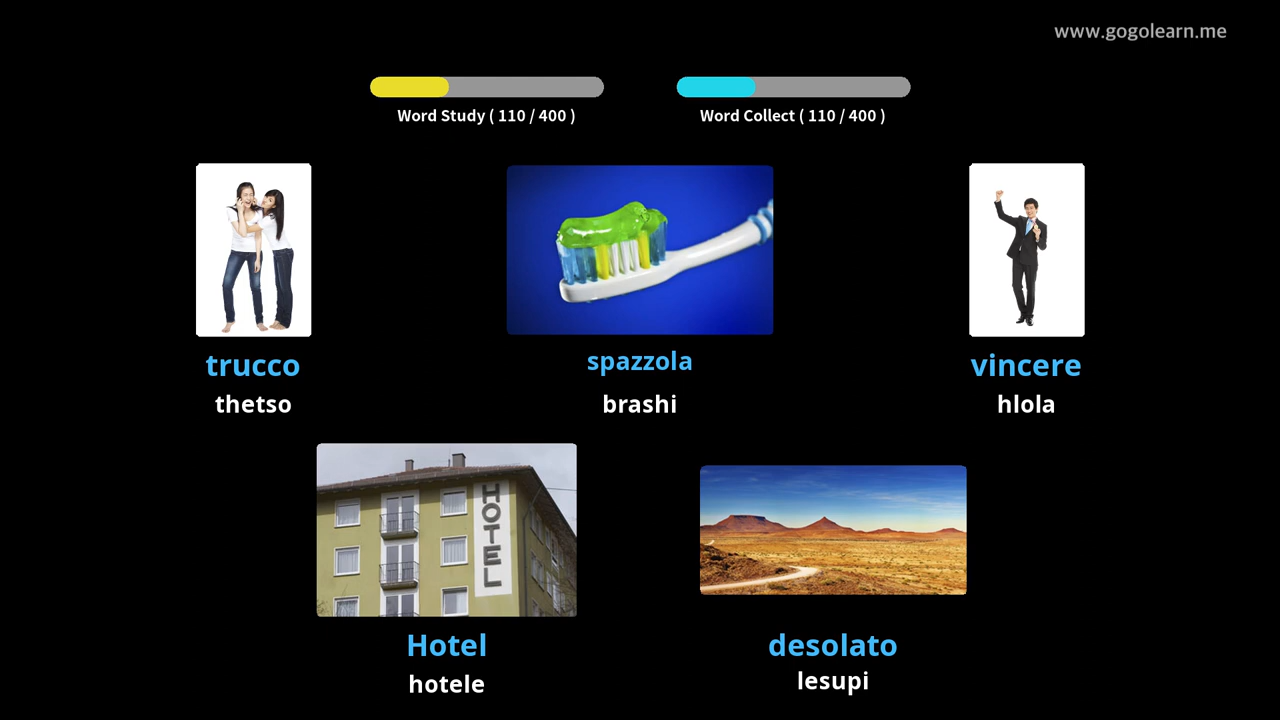 www.gogolearn.me
Word Study ( 110 / 400 )
Word Collect ( 110 / 400 )
trucco
thetso
spazzola
brashi
vincere
hlola
HOTEL
Hotel
hotele
desolato
lesupi